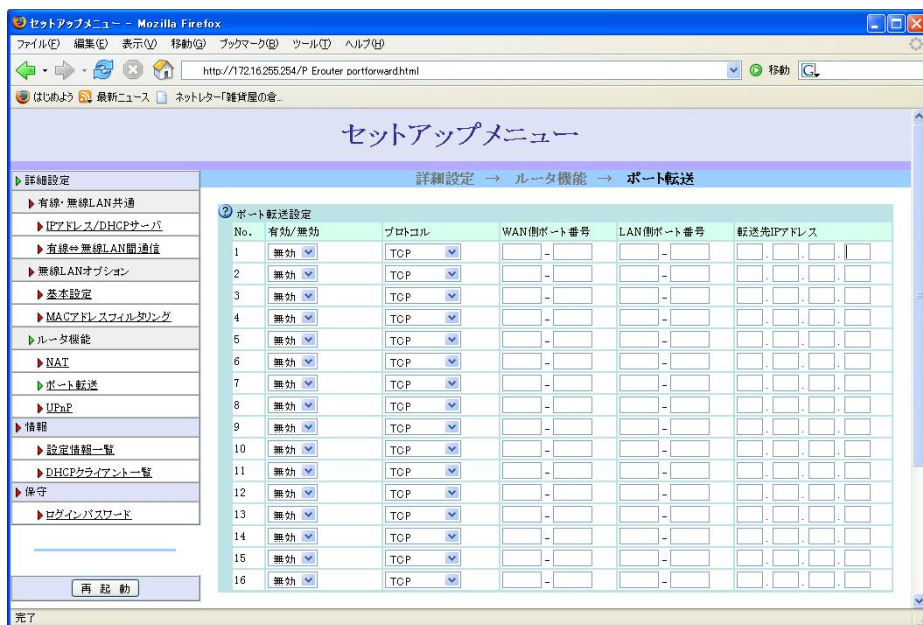 セットアップメニュー - Mozilla Firefox
ファイル(F) 編集(E) 表示(V) 移動(G) ブックマーク(B) ツール(T) ヘルプ(H)
http://172.16.255.254/P Erouter portforward.html 移動 G
はじめよう 最新ニュース ネットレター「雑貨屋の倉...
セットアップメニュー
詳細設定 → ルータ機能 → ポート転送
詳細設定
有線・無線LAN共通
IPアドレス/DHCPサーバ
有線⇔無線LAN間通信
無線LANオプション
基本設定
MACアドレスフィルタリング
ルータ機能
NAT
ポート転送
UPnP
情報
設定情報一覧
DHCPクライアント一覧
保守
ログインパスワード
再 起 動
? ポート転送設定
No. 有効/無効 プロトコル WAN側ポート番号 LAN側ポート番号 転送先IPアドレス
1 無効 TCP - - . . .
2 無効 TCP - - . . .
3 無効 TCP - - . . .
4 無効 TCP - - . . .
5 無効 TCP - - . . .
6 無効 TCP - - . . .
7 無効 TCP - - . . .
8 無効 TCP - - . . .
9 無効 TCP - - . . .
10 無効 TCP - - . . .
11 無効 TCP - - . . .
12 無効 TCP - - . . .
13 無効 TCP - - . . .
14 無効 TCP - - . . .
15 無効 TCP - - . . .
16 無効 TCP - - . . .
完了